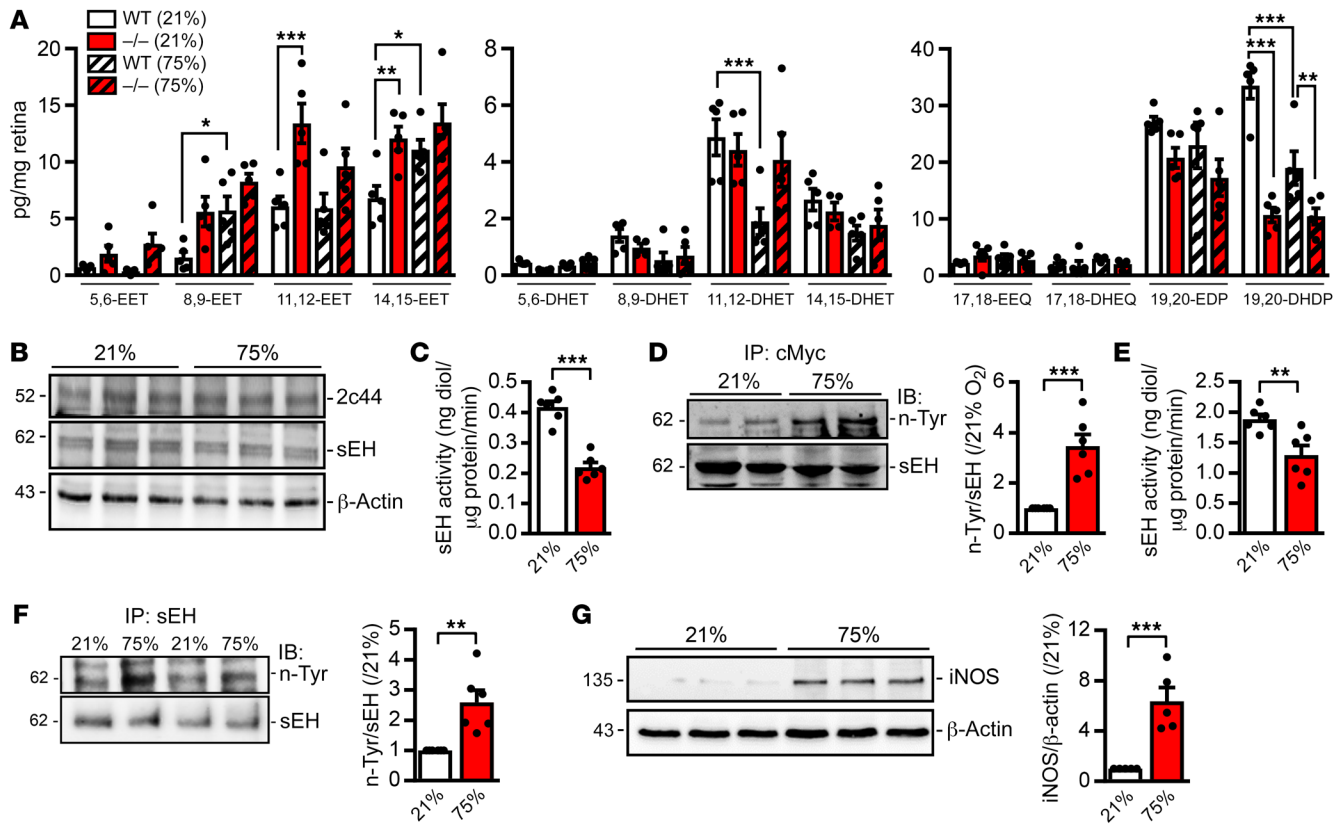 A
WT (21%)
–/– (21%)
WT (75%)
–/– (75%)
pg/mg retina
20
15
10
5
0
*
***
**
*
5,6-EET
8,9-EET
11,12-EET
14,15-EET
8
6
4
2
0
***
5,6-DHET
8,9-DHET
11,12-DHET
14,15-DHET
40
30
20
10
0
***
***
**
17,18-EEQ
17,18-DHEQ
19,20-EDP
19,20-DHDP
B
21% 75%
52 - -2c44
62 - -sEH
43 - -β-Actin
C
sEH activity (ng diol/
μg protein/min)
0.5
0.4
0.3
0.2
0.1
0.0
***
21% 75%
D
IP: cMyc
21% 75% IB:
62 - -n-Tyr
62 - -sEH
n-Tyr/sEH (/21% O₂)
6
4
2
0
***
21% 75%
E
sEH activity (ng diol/
μg protein/min)
2.5
2.0
1.5
1.0
0.5
0.0
**
21% 75%
F
IP: sEH
21% 75% 21% 75% IB:
62 - -n-Tyr
62 - -sEH
n-Tyr/sEH (/21%)
5
4
3
2
1
0
**
21% 75%
G
21% 75%
135 - -iNOS
43 - -β-Actin
iNOS/β-actin (/21%)
12
8
4
0
***
21% 75%